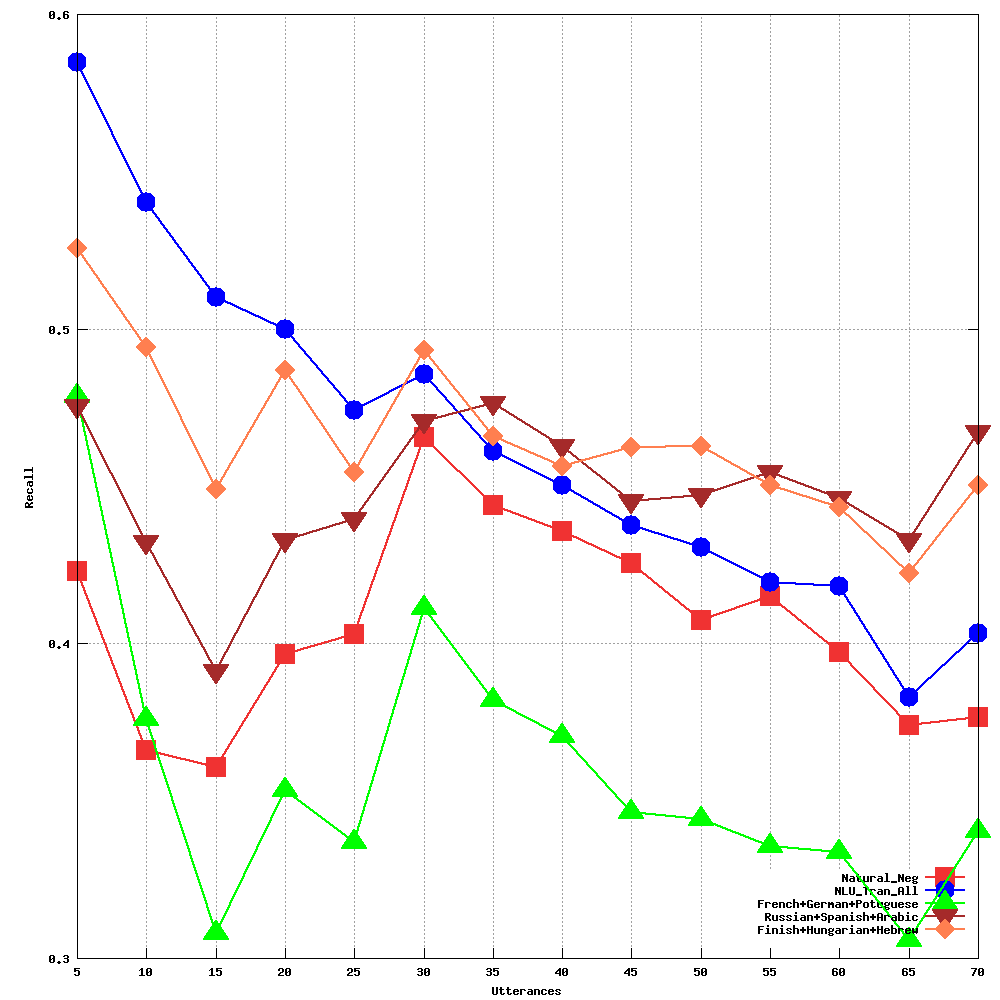 0.6
0.5
Recall
0.4
Natural_Neg
NLU_Tran_All
French+German+Poteguese
Russian+Spanish+Arabic
Finish+Hungarian+Hebrew
0.3
5 10 15 20 25 30 35 40 45 50 55 60 65 70
Utterances